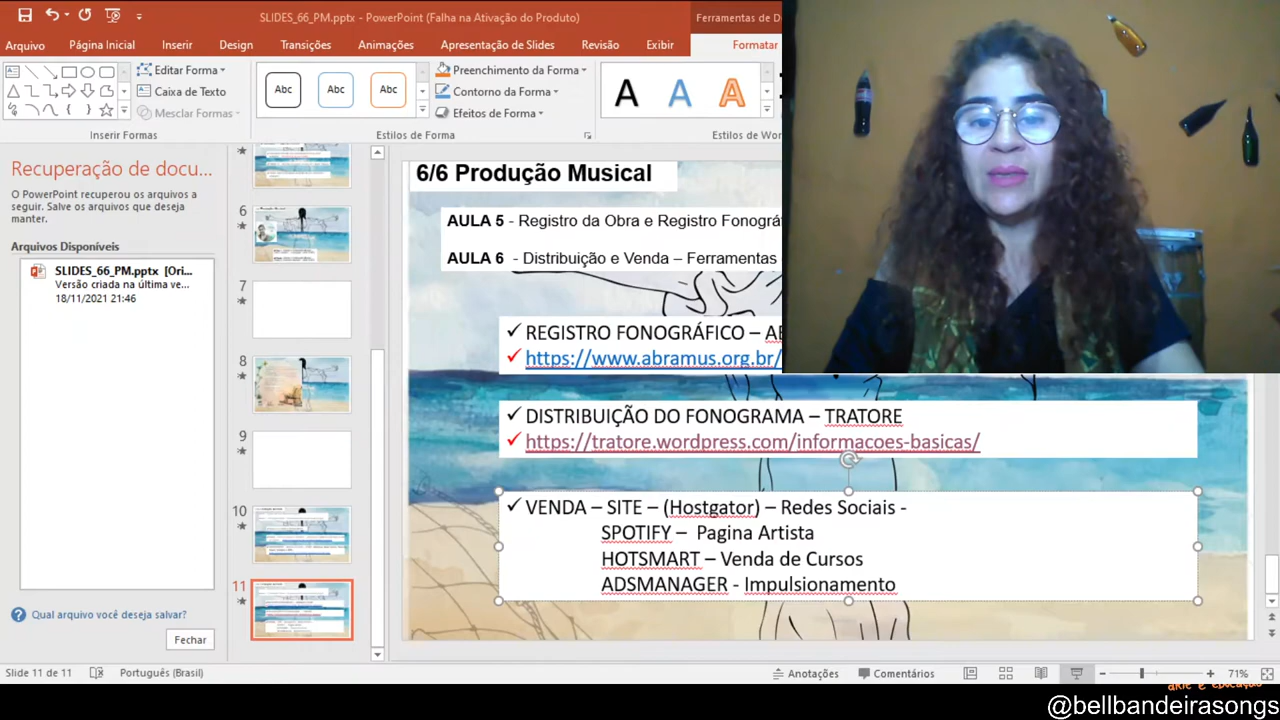 SLIDES_66_PM.pptx - PowerPoint (Falha na Ativação do Produto)
Ferramentas de D
Arquivo
Página Inicial
Inserir
Design
Transições
Animações
Apresentação de Slides
Revisão
Exibir
Formatar
Editar Forma
Caixa de Texto
Mesclar Formas
Inserir Formas
Abc
Abc
Abc
Preenchimento da Forma
Contorno da Forma
Efeitos de Forma
Estilos de Forma
A
A
A
Estilos de Wor
Recuperação de docu...
O PowerPoint recuperou os arquivos a
seguir. Salve os arquivos que deseja
manter.
Arquivos Disponíveis
SLIDES_66_PM.pptx [Ori...
Versão criada na última ve...
18/11/2021 21:46
Qual arquivo você deseja salvar?
Fechar
6
7
8
9
10
11
6/6 Produção Musical
AULA 5 - Registro da Obra e Registro Fonográ
AULA 6 - Distribuição e Venda – Ferramentas
✓ REGISTRO FONOGRÁFICO – AB
✓ https://www.abramus.org.br/
✓ DISTRIBUIÇÃO DO FONOGRAMA – TRATORE
✓ https://tratore.wordpress.com/informacoes-basicas/
✓ VENDA – SITE – (Hostgator) – Redes Sociais -
SPOTIFY – Pagina Artista
HOTSMART – Venda de Cursos
ADSMANAGER - Impulsionamento
Slide 11 de 11
Português (Brasil)
Anotações
Comentários
71%
arte e educação
@bellbandeirasongs